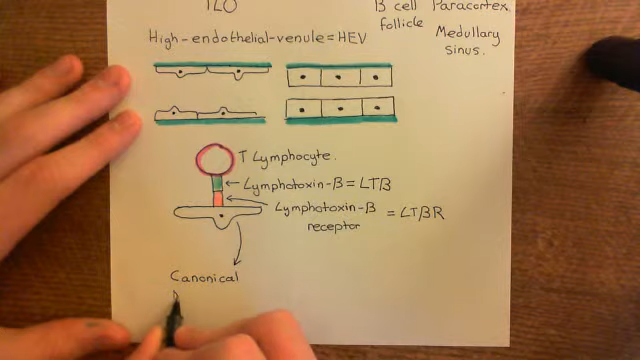 TLO
B cell follicle
Paracortex
Medullary sinus.
High-endothelial-venule = HEV
T Lymphocyte.
Lymphotoxin-β = LTβ
Lymphotoxin-β receptor = LTβR
Canonical